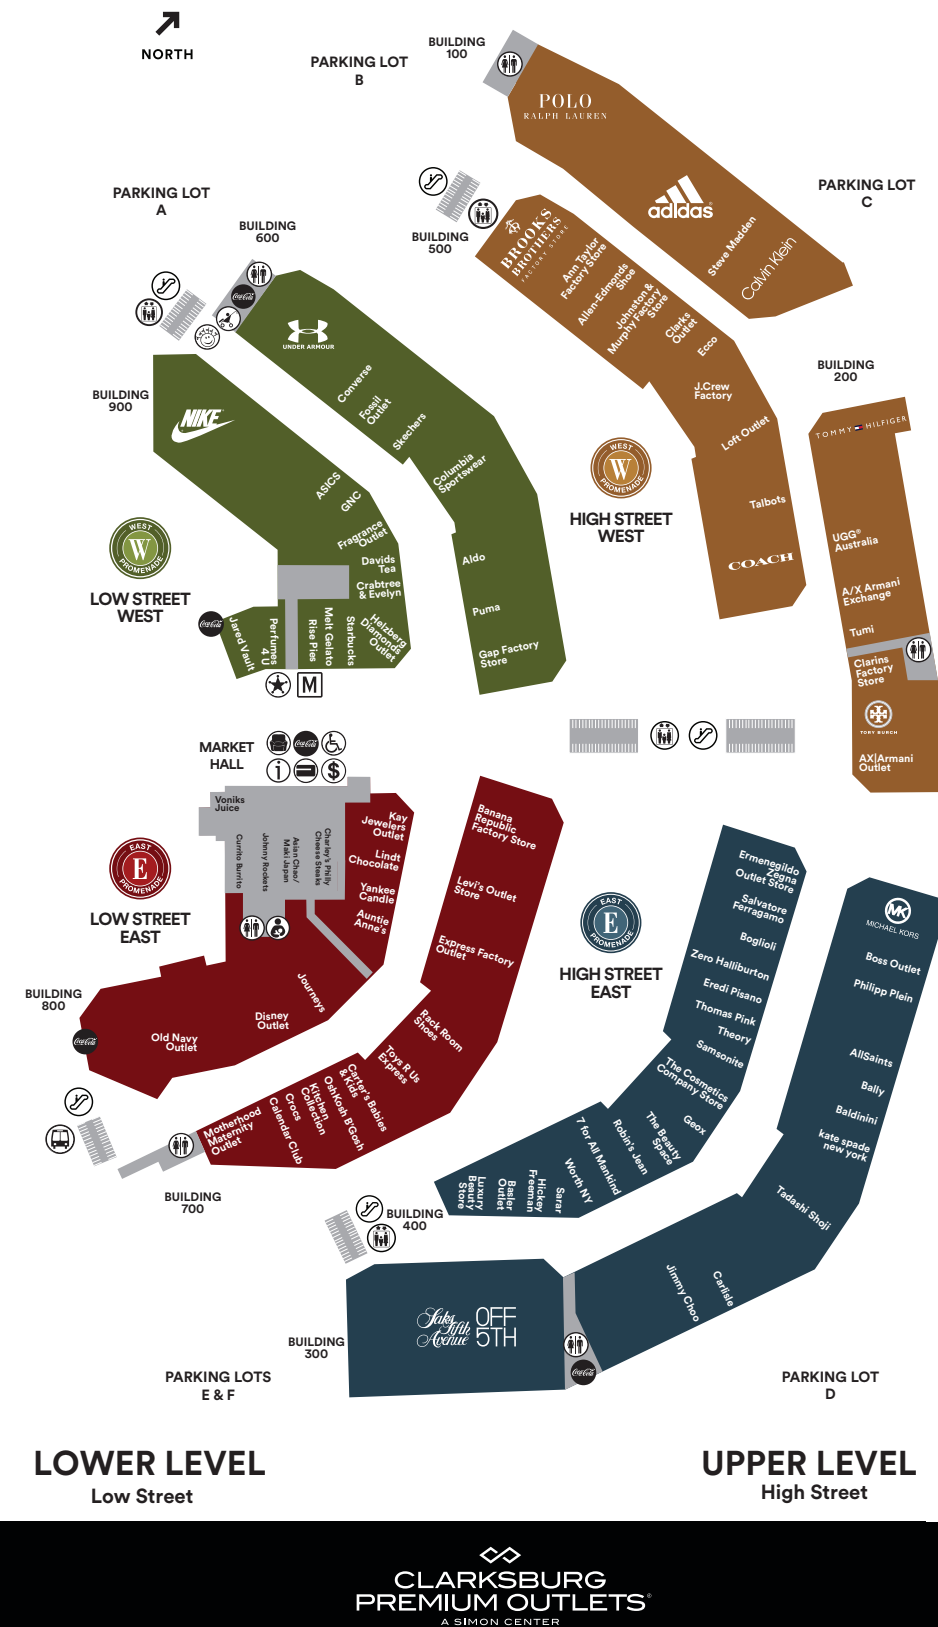 NORTH
PARKING LOT
B
BUILDING
100
POLO
RALPH LAUREN
adidas
Steve Madden
Calvin Klein
PARKING LOT
C
PARKING LOT
A
BUILDING
600
BUILDING
500
BROOKS
BROTHERS
FACTORY STORE
Ann Taylor
Factory Store
Allen-Edmonds
Shoe
Johnston &
Murphy Factory
Store
Clarks
Outlet
Ecco
J.Crew
Factory
Loft Outlet
Talbots
COACH
Coca-Cola
UNDER ARMOUR
Converse
Fossil
Outlet
Skechers
Columbia
Sportswear
Aldo
Puma
Gap Factory
Store
BUILDING
900
NIKE
ASICS
GNC
Fragrance
Outlet
Davids
Tea
Crabtree
& Evelyn
Helzberg
Diamonds
Outlet
Starbucks
Melt Gelato
Rise Pies
Perfumes
4 U
Jared Vault
Coca-Cola
M
WEST
W
PROMENADE
LOW STREET
WEST
WEST
W
PROMENADE
HIGH STREET
WEST
BUILDING
200
TOMMY HILFIGER
UGG®
Australia
A/X Armani
Exchange
Tumi
Clarins
Factory
Store
TORY BURCH
AX|Armani
Outlet
MARKET
HALL
Coca-Cola
i
$
Voniks
Juice
Currito Burrito
Johnny Rockets
Asian Chao/
Maki Japan
Charley's Philly
Cheese Steaks
Kay
Jewelers
Outlet
Lindt
Chocolate
Yankee
Candle
Auntie
Anne's
Journeys
Disney
Outlet
Old Navy
Outlet
EAST
E
PROMENADE
LOW STREET
EAST
BUILDING
800
Coca-Cola
Banana
Republic
Factory Store
Levi's Outlet
Store
Express Factory
Outlet
Rack Room
Shoes
Toys R Us
Express
Carter's Babies
& Kids
OshKosh B'Gosh
Kitchen
Collection
Crocs
Calendar Club
Motherhood
Maternity
Outlet
BUILDING
700
EAST
E
PROMENADE
HIGH STREET
EAST
Ermenegildo
Zegna
Outlet Store
Salvatore
Ferragamo
Boglioli
Zero Halliburton
Eredi Pisano
Thomas Pink
Theory
Samsonite
The Cosmetics
Company Store
Geox
The Beauty
Space
Robin's Jean
7 for All Mankind
Worth NY
Sarar
Hickey
Freeman
Basler
Outlet
Luxury
Beauty
Store
BUILDING
400
MK
MICHAEL KORS
Boss Outlet
Philipp Plein
AllSaints
Bally
Baldinini
kate spade
new york
Tadashi Shoji
Carlisle
Jimmy Choo
Saks
Fifth
Avenue
OFF
5TH
Coca-Cola
BUILDING
300
PARKING LOTS
E & F
PARKING LOT
D
LOWER LEVEL
Low Street
UPPER LEVEL
High Street
CLARKSBURG
PREMIUM OUTLETS®
A SIMON CENTER